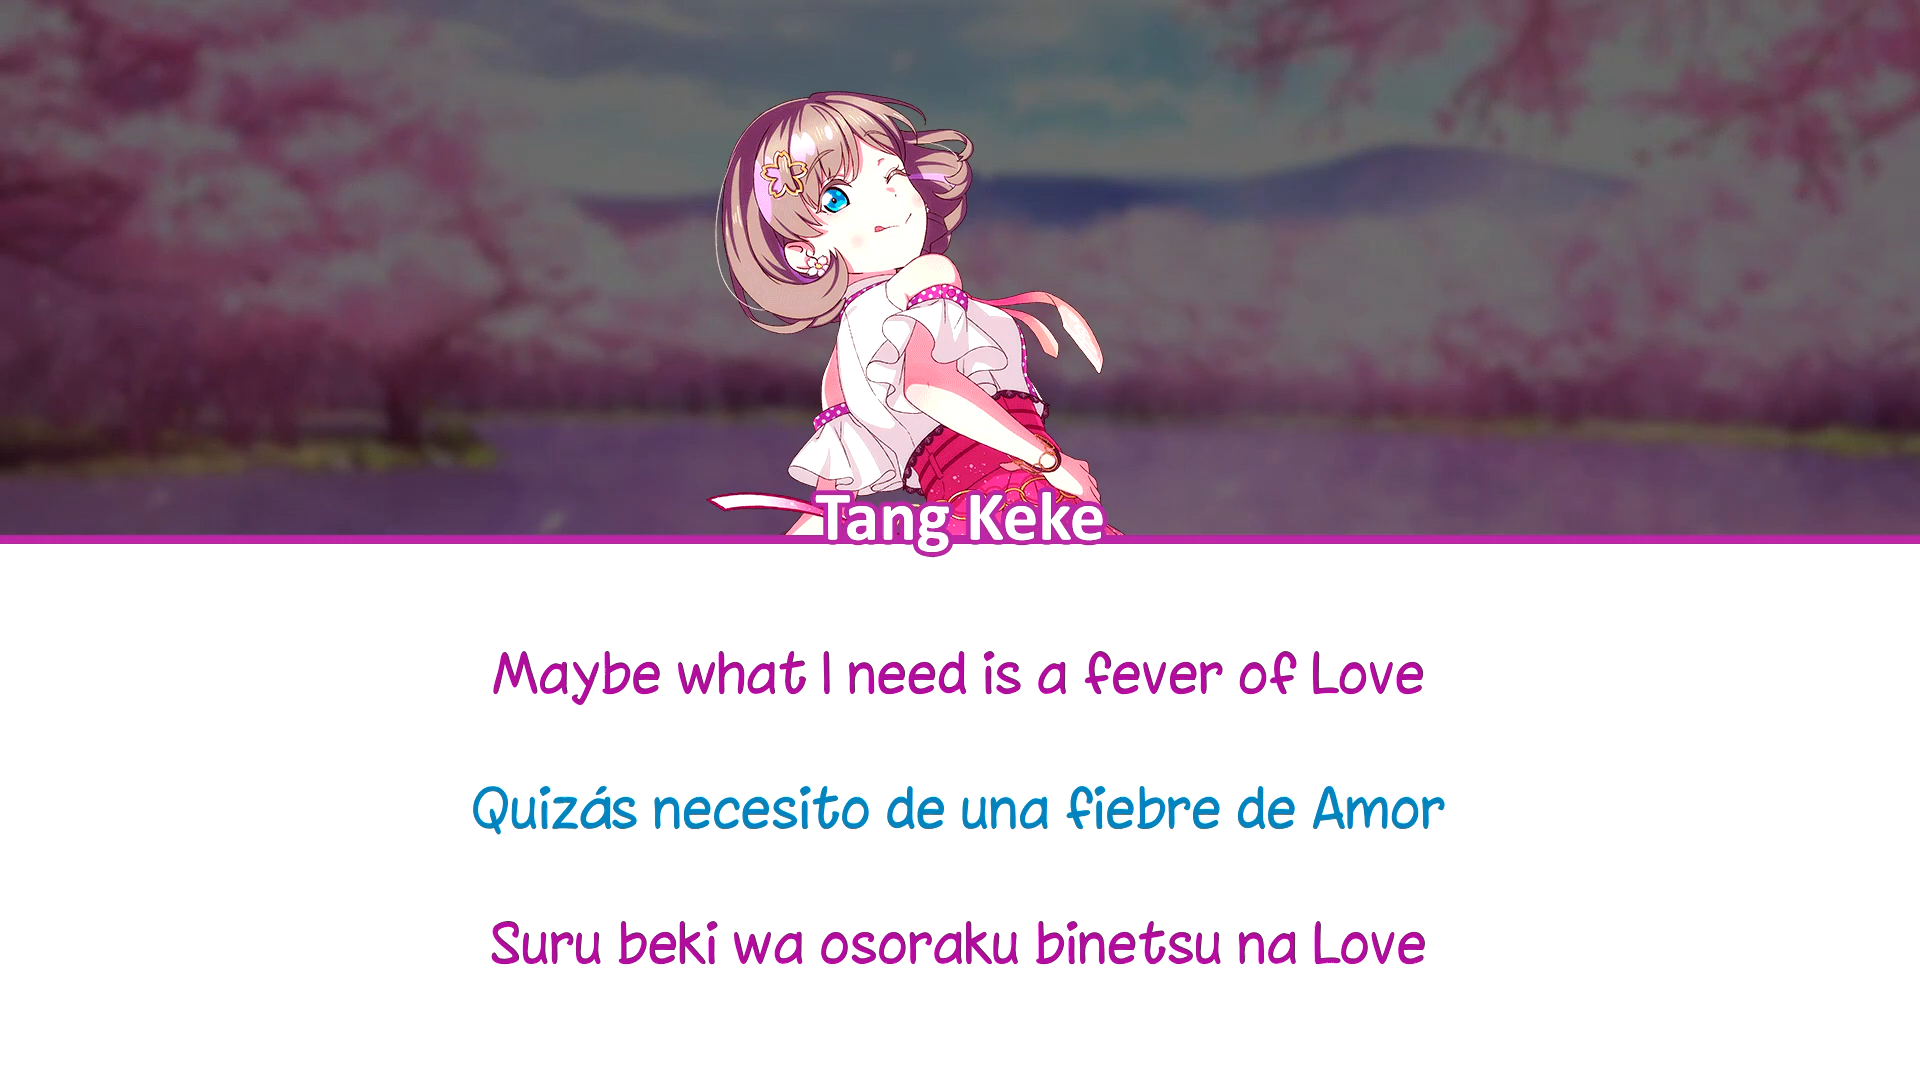 Tang Keke
Maybe what I need is a fever of Love
Quizás necesito de una fiebre de Amor
Suru beki wa osoraku binetsu na Love